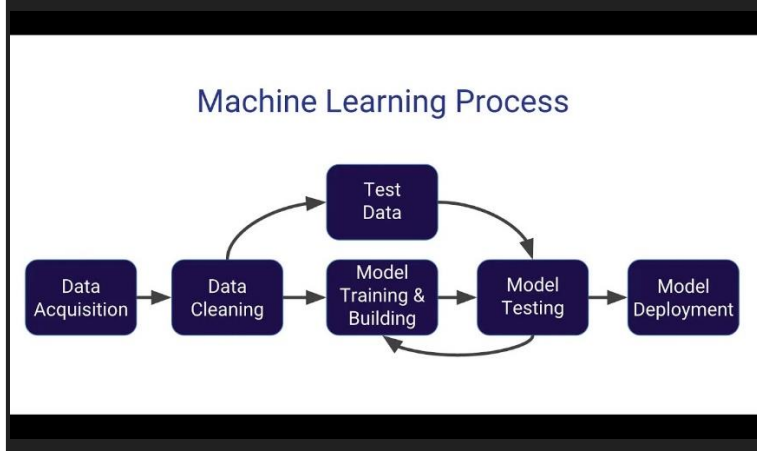 Machine Learning Process
Test
Data
Data
Acquisition
Data
Cleaning
Model
Training &
Building
Model
Testing
Model
Deployment